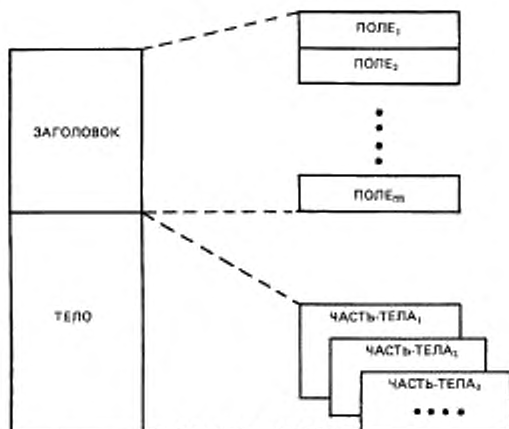 ПОЛЕ₁
ПОЛЕ₂
ЗАГОЛОВОК
ПОЛЕₘ
ТЕЛО
ЧАСТЬ-ТЕЛА₁
ЧАСТЬ-ТЕЛА₂
ЧАСТЬ-ТЕЛА₃